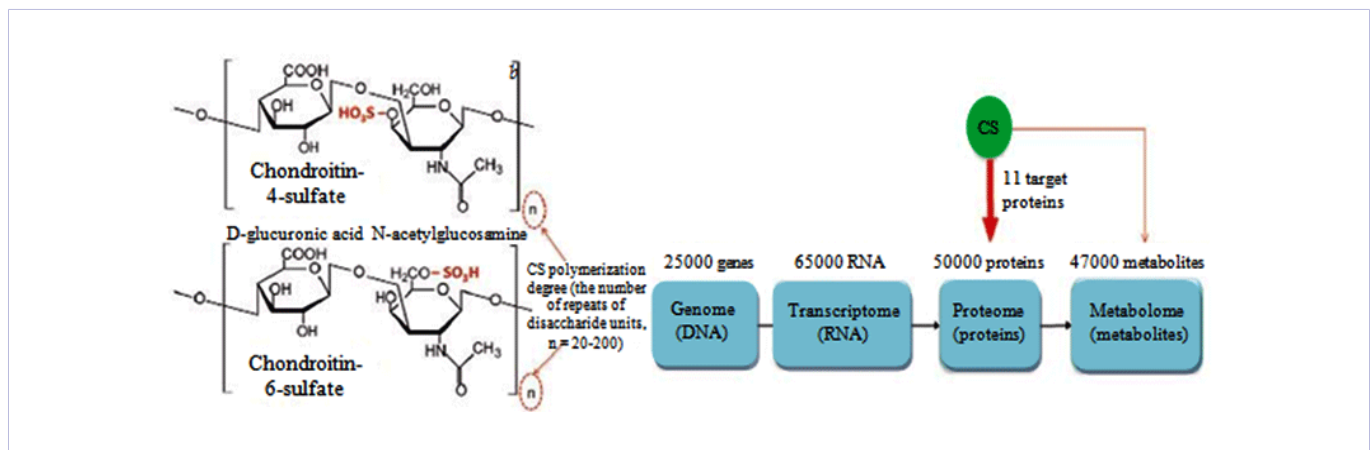 COOH
O
O
OH
OH
HO₃S
O
H₂COH
O
O
HN
CH₃
O
b
n
Chondroitin-
4-sulfate
D-glucuronic acid N-acetylglucosamine
COOH
O
O
OH
OH
H₂CO-SO₃H
HO
O
O
HN
CH₃
O
n
Chondroitin-
6-sulfate
CS polymerization
degree (the number
of repeats of
disaccharide units,
n = 20-200)
CS
11 target
proteins
25000 genes
65000 RNA
50000 proteins
47000 metabolites
Genome
(DNA)
Transcriptome
(RNA)
Proteome
(proteins)
Metabolome
(metabolites)